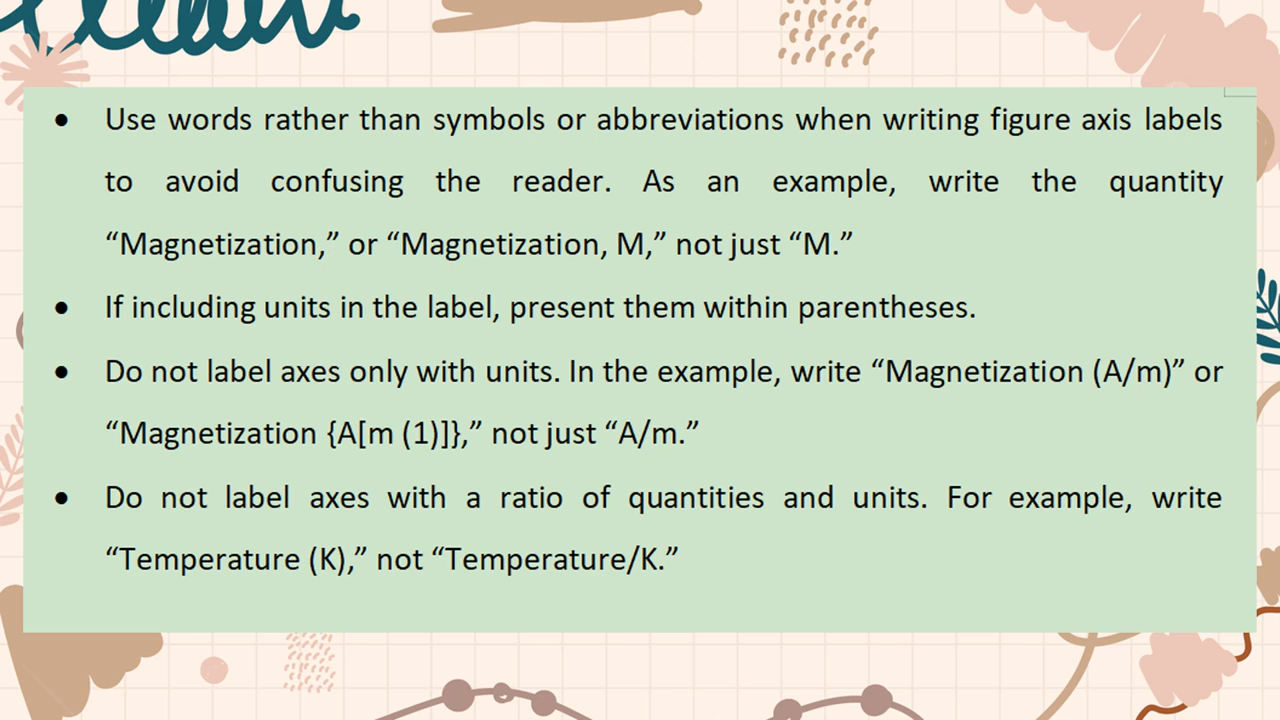 • Use words rather than symbols or abbreviations when writing figure axis labels
to avoid confusing the reader. As an example, write the quantity
“Magnetization,” or “Magnetization, M,” not just “M.”
• If including units in the label, present them within parentheses.
• Do not label axes only with units. In the example, write “Magnetization (A/m)” or
“Magnetization {A[m (1)]},” not just “A/m.”
• Do not label axes with a ratio of quantities and units. For example, write
“Temperature (K),” not “Temperature/K.”